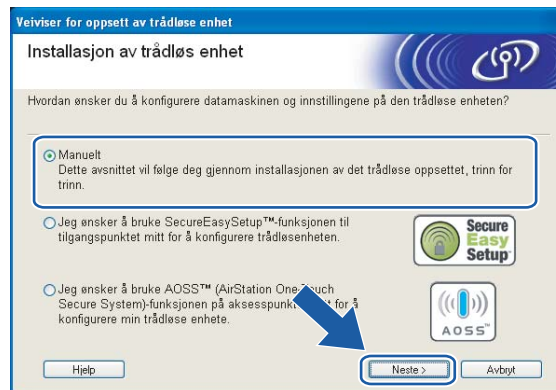 Veiviser for oppsett av trådløse enhet
Installasjon av trådløs enhet
Hvordan ønsker du å konfigurere datamaskinen og innstillingene på den trådløse enheten?
Manuelt
Dette avsnittet vil følge deg gjennom installasjonen av det trådløse oppsettet, trinn for
trinn.
Jeg ønsker å bruke SecureEasySetup™-funksjonen til
tilgangspunktet mitt for å konfigurere trådløsenheten.
Secure
Easy
Setup
Jeg ønsker å bruke AOSS™ (AirStation One-Touch
Secure System)-funksjonen på aksesspunkt for å
konfigurere min trådløse enhete.
AOSS™
Hjelp
Neste >
Avbryt